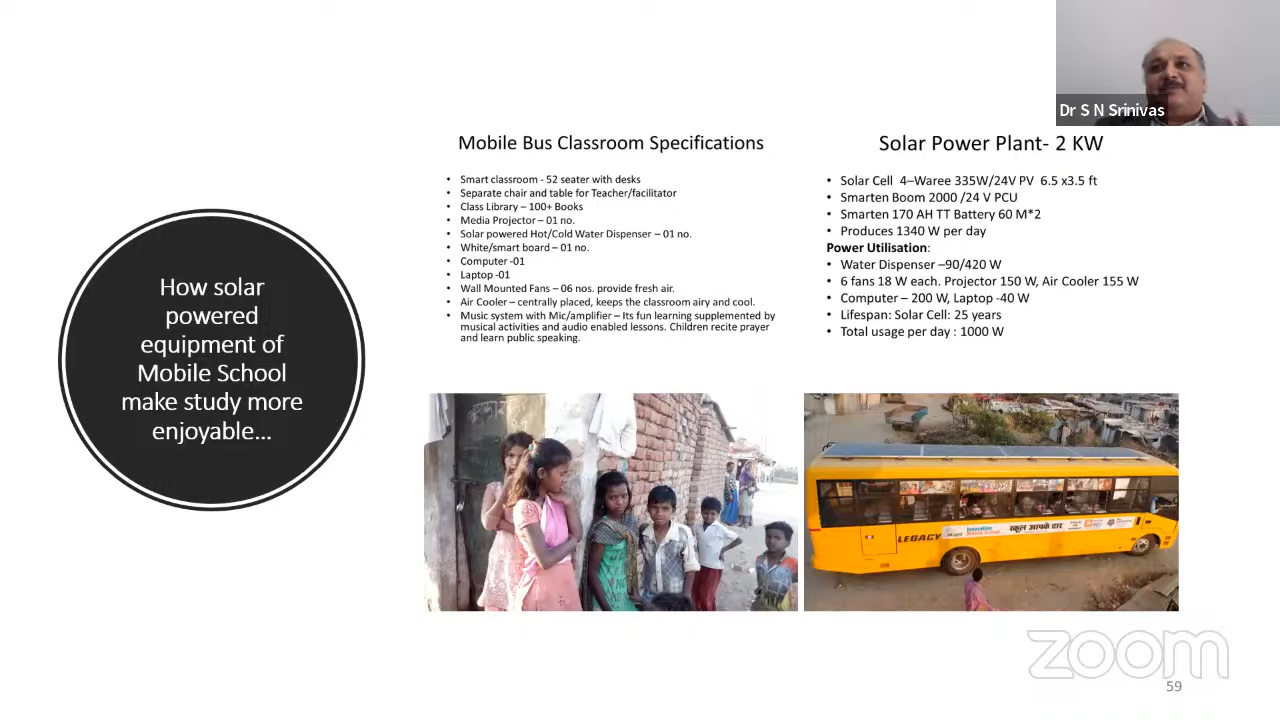 Dr S N Srinivas
How solar
powered
equipment of
Mobile School
make study more
enjoyable…
Mobile Bus Classroom Specifications
• Smart classroom - 52 seater with desks
• Separate chair and table for Teacher/facilitator
• Class Library – 100+ Books
• Media Projector – 01 no.
• Solar powered Hot/Cold Water Dispenser – 01 no.
• White/smart board – 01 no.
• Computer -01
• Laptop -01
• Wall Mounted Fans – 06 nos. provide fresh air.
• Air Cooler – centrally placed, keeps the classroom airy and cool.
• Music system with Mic/amplifier – Its fun learning supplemented by
musical activities and audio enabled lessons. Children recite prayer
and learn public speaking.
Solar Power Plant- 2 KW
• Solar Cell 4–Waree 335W/24V PV 6.5 x3.5 ft
• Smarten Boom 2000 /24 V PCU
• Smarten 170 AH TT Battery 60 M*2
• Produces 1340 W per day
Power Utilisation:
• Water Dispenser –90/420 W
• 6 fans 18 W each. Projector 150 W, Air Cooler 155 W
• Computer – 200 W, Laptop -40 W
• Lifespan: Solar Cell: 25 years
• Total usage per day : 1000 W
LEGACY
स्कूल आपके द्वार
zoom
59